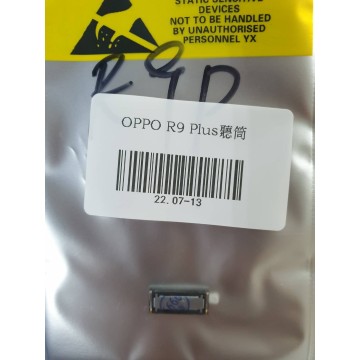 STATIC SENSITIVE
DEVICES
NOT TO BE HANDLED
BY UNAUTHORISED
PERSONNEL YX
R9P
OPPO R9 Plus聽筒
22.07-13